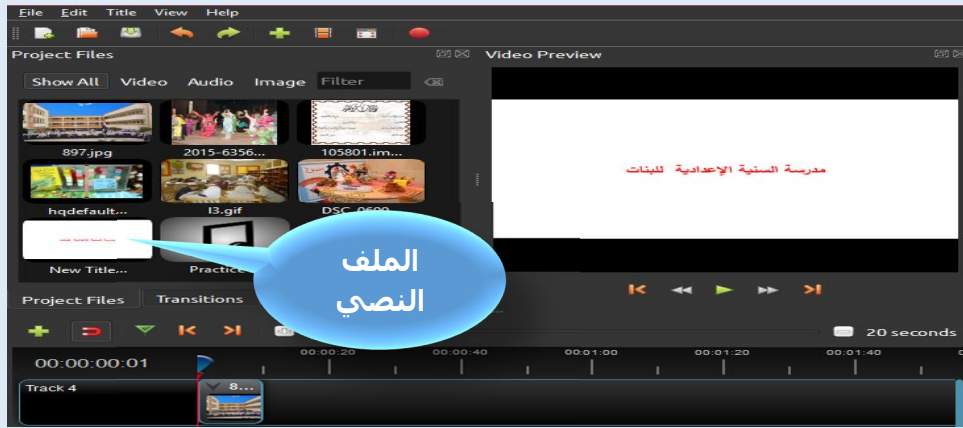 File Edit Title View Help
Project Files
Video Preview
Show All Video Audio Image Filter
897.jpg 2015-6356... 105801.im...
مدرسة السنية الإعدادية للبنات
hqdefault... l3.gif DSC_0600
New Title... Practice
الملف
النصي
Project Files Transitions
20 seconds
00:00:00:01
00:00:20 00:00:40 00:01:00 00:01:20 00:01:40
Track 4
8...